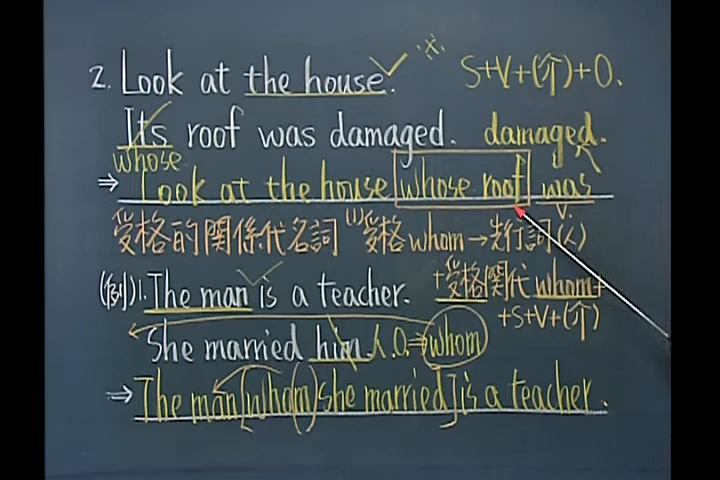 2. Look at the house. ※ S+V+(介)+O.
Its roof was damaged. damaged.
whose
⇒ Look at the house whose roof was
V.
受格的關係代名詞 (1)受格 whom→先行詞(人)
+受格關代 whom+
+S+V+(介)
(例)1. The man is a teacher.
She married him. O.⇒whom
⇒ The man [whom( ) she married] is a teacher.